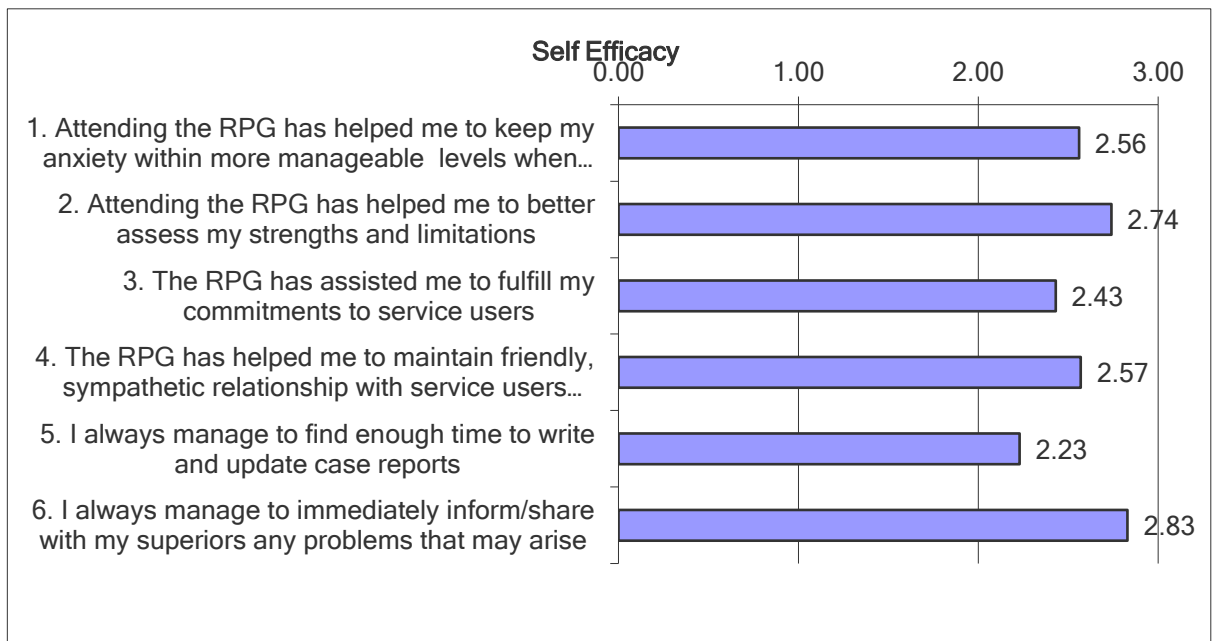 Self Efficacy
0.00 1.00 2.00 3.00
1. Attending the RPG has helped me to keep my
anxiety within more manageable levels when…
2.56
2. Attending the RPG has helped me to better
assess my strengths and limitations
2.74
3. The RPG has assisted me to fulfill my
commitments to service users
2.43
4. The RPG has helped me to maintain friendly,
sympathetic relationship with service users…
2.57
5. I always manage to find enough time to write
and update case reports
2.23
6. I always manage to immediately inform/share
with my superiors any problems that may arise
2.83